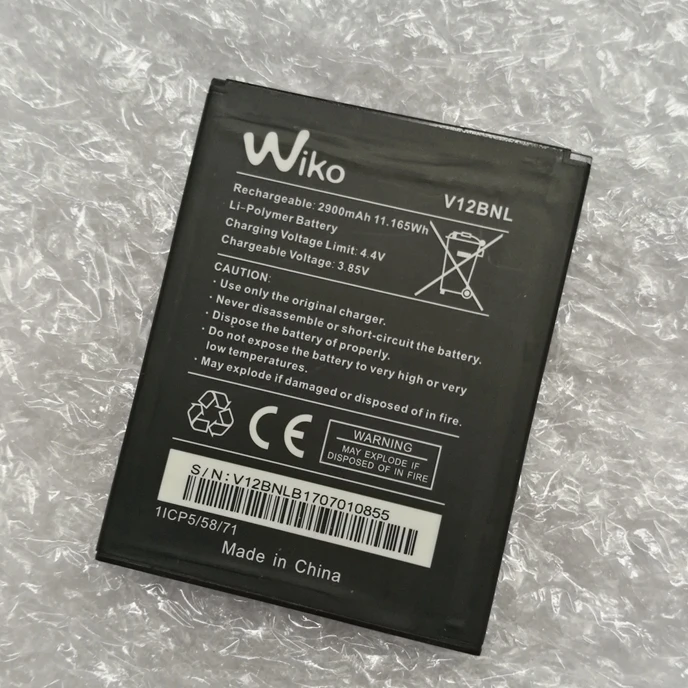 Wiko
V12BNL
Rechargeable: 2900mAh 11.165Wh
Li-Polymer Battery
Charging Voltage Limit: 4.4V
Chargeable Voltage: 3.85V
CAUTION:
· Use only the original charger.
· Never disassemble or short-circuit the battery.
· Dispose the battery of properly.
· Do not expose the battery to very high or very
low temperatures.
· May explode if damaged or disposed of in fire.
CE
WARNING
MAY EXPLODE IF
DISPOSED OF IN FIRE
S/N:V12BNLB1707010855
1ICP5/58/71
Made in China